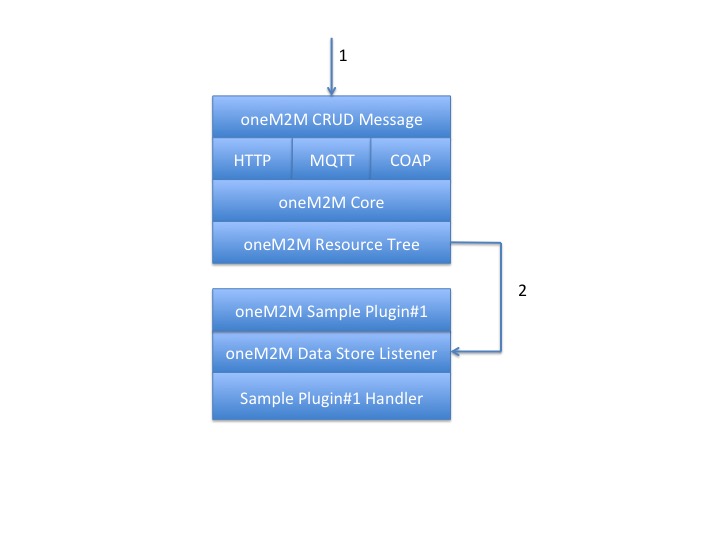 1
oneM2M CRUD Message
HTTP MQTT COAP
oneM2M Core
oneM2M Resource Tree
2
oneM2M Sample Plugin#1
oneM2M Data Store Listener
Sample Plugin#1 Handler